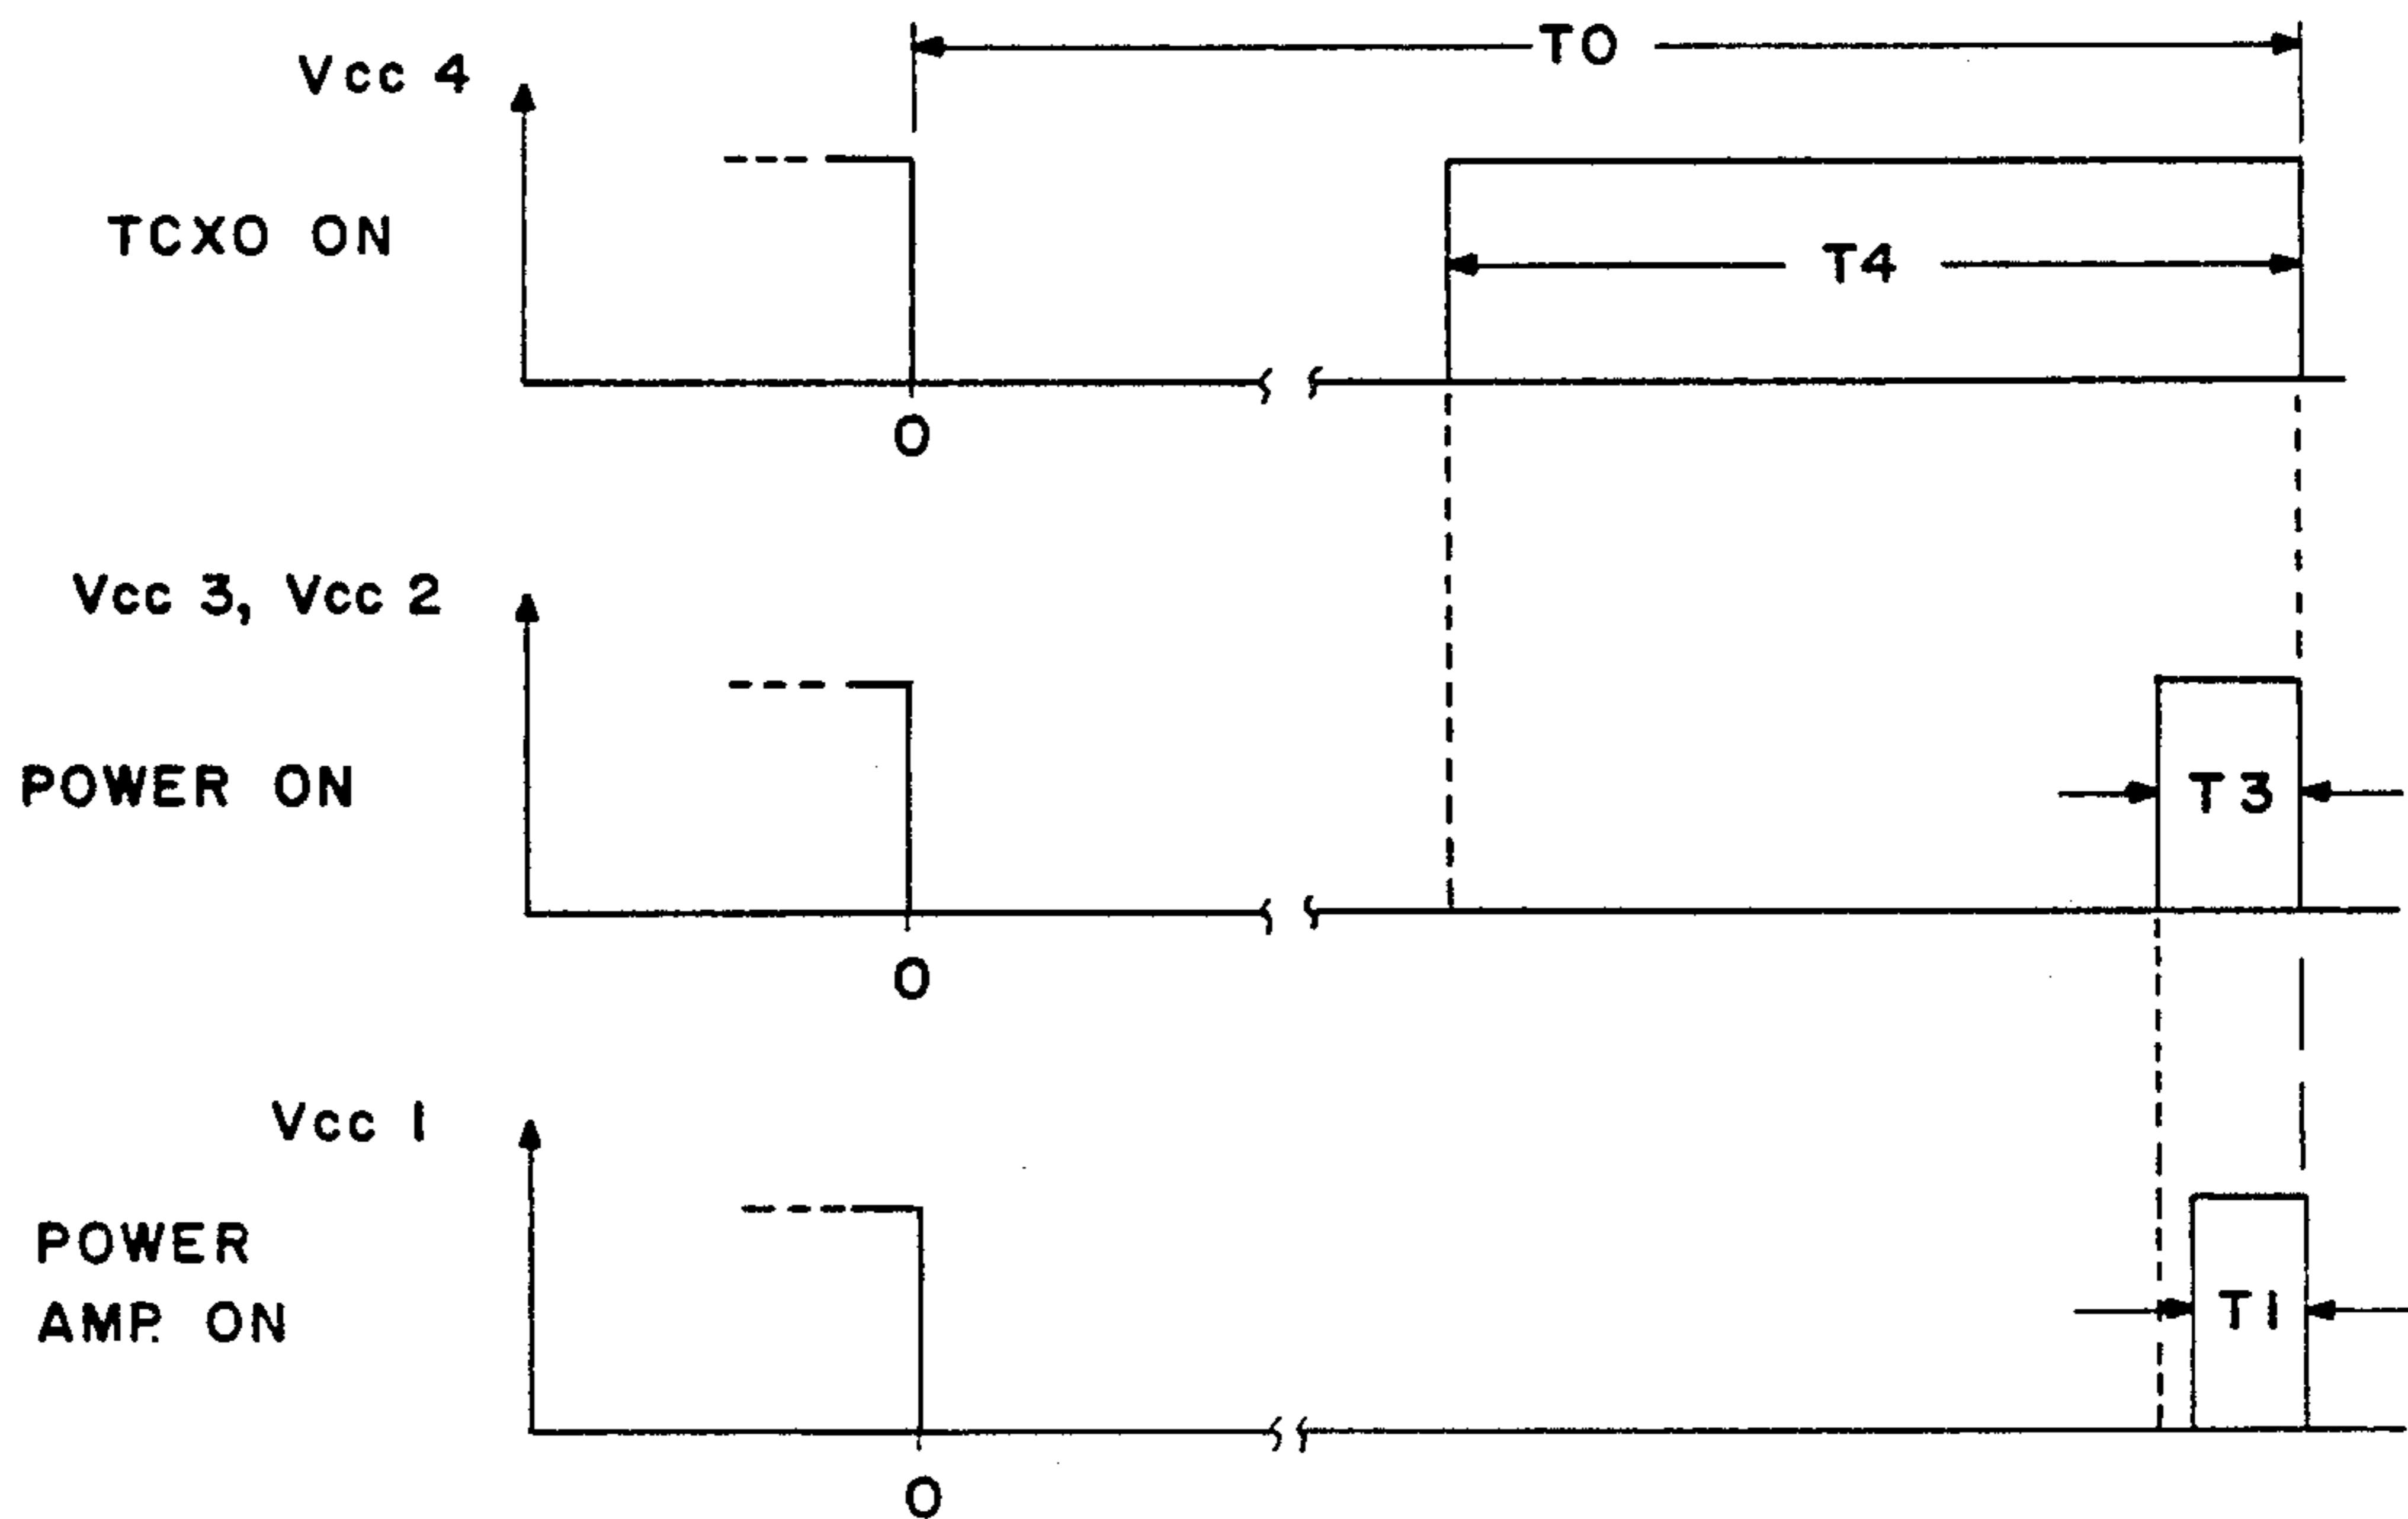 T0
Vcc 4
TCXO ON
T4
0
Vcc 3, Vcc 2
POWER ON
T3
0
Vcc 1
POWER
AMP. ON
T1
0